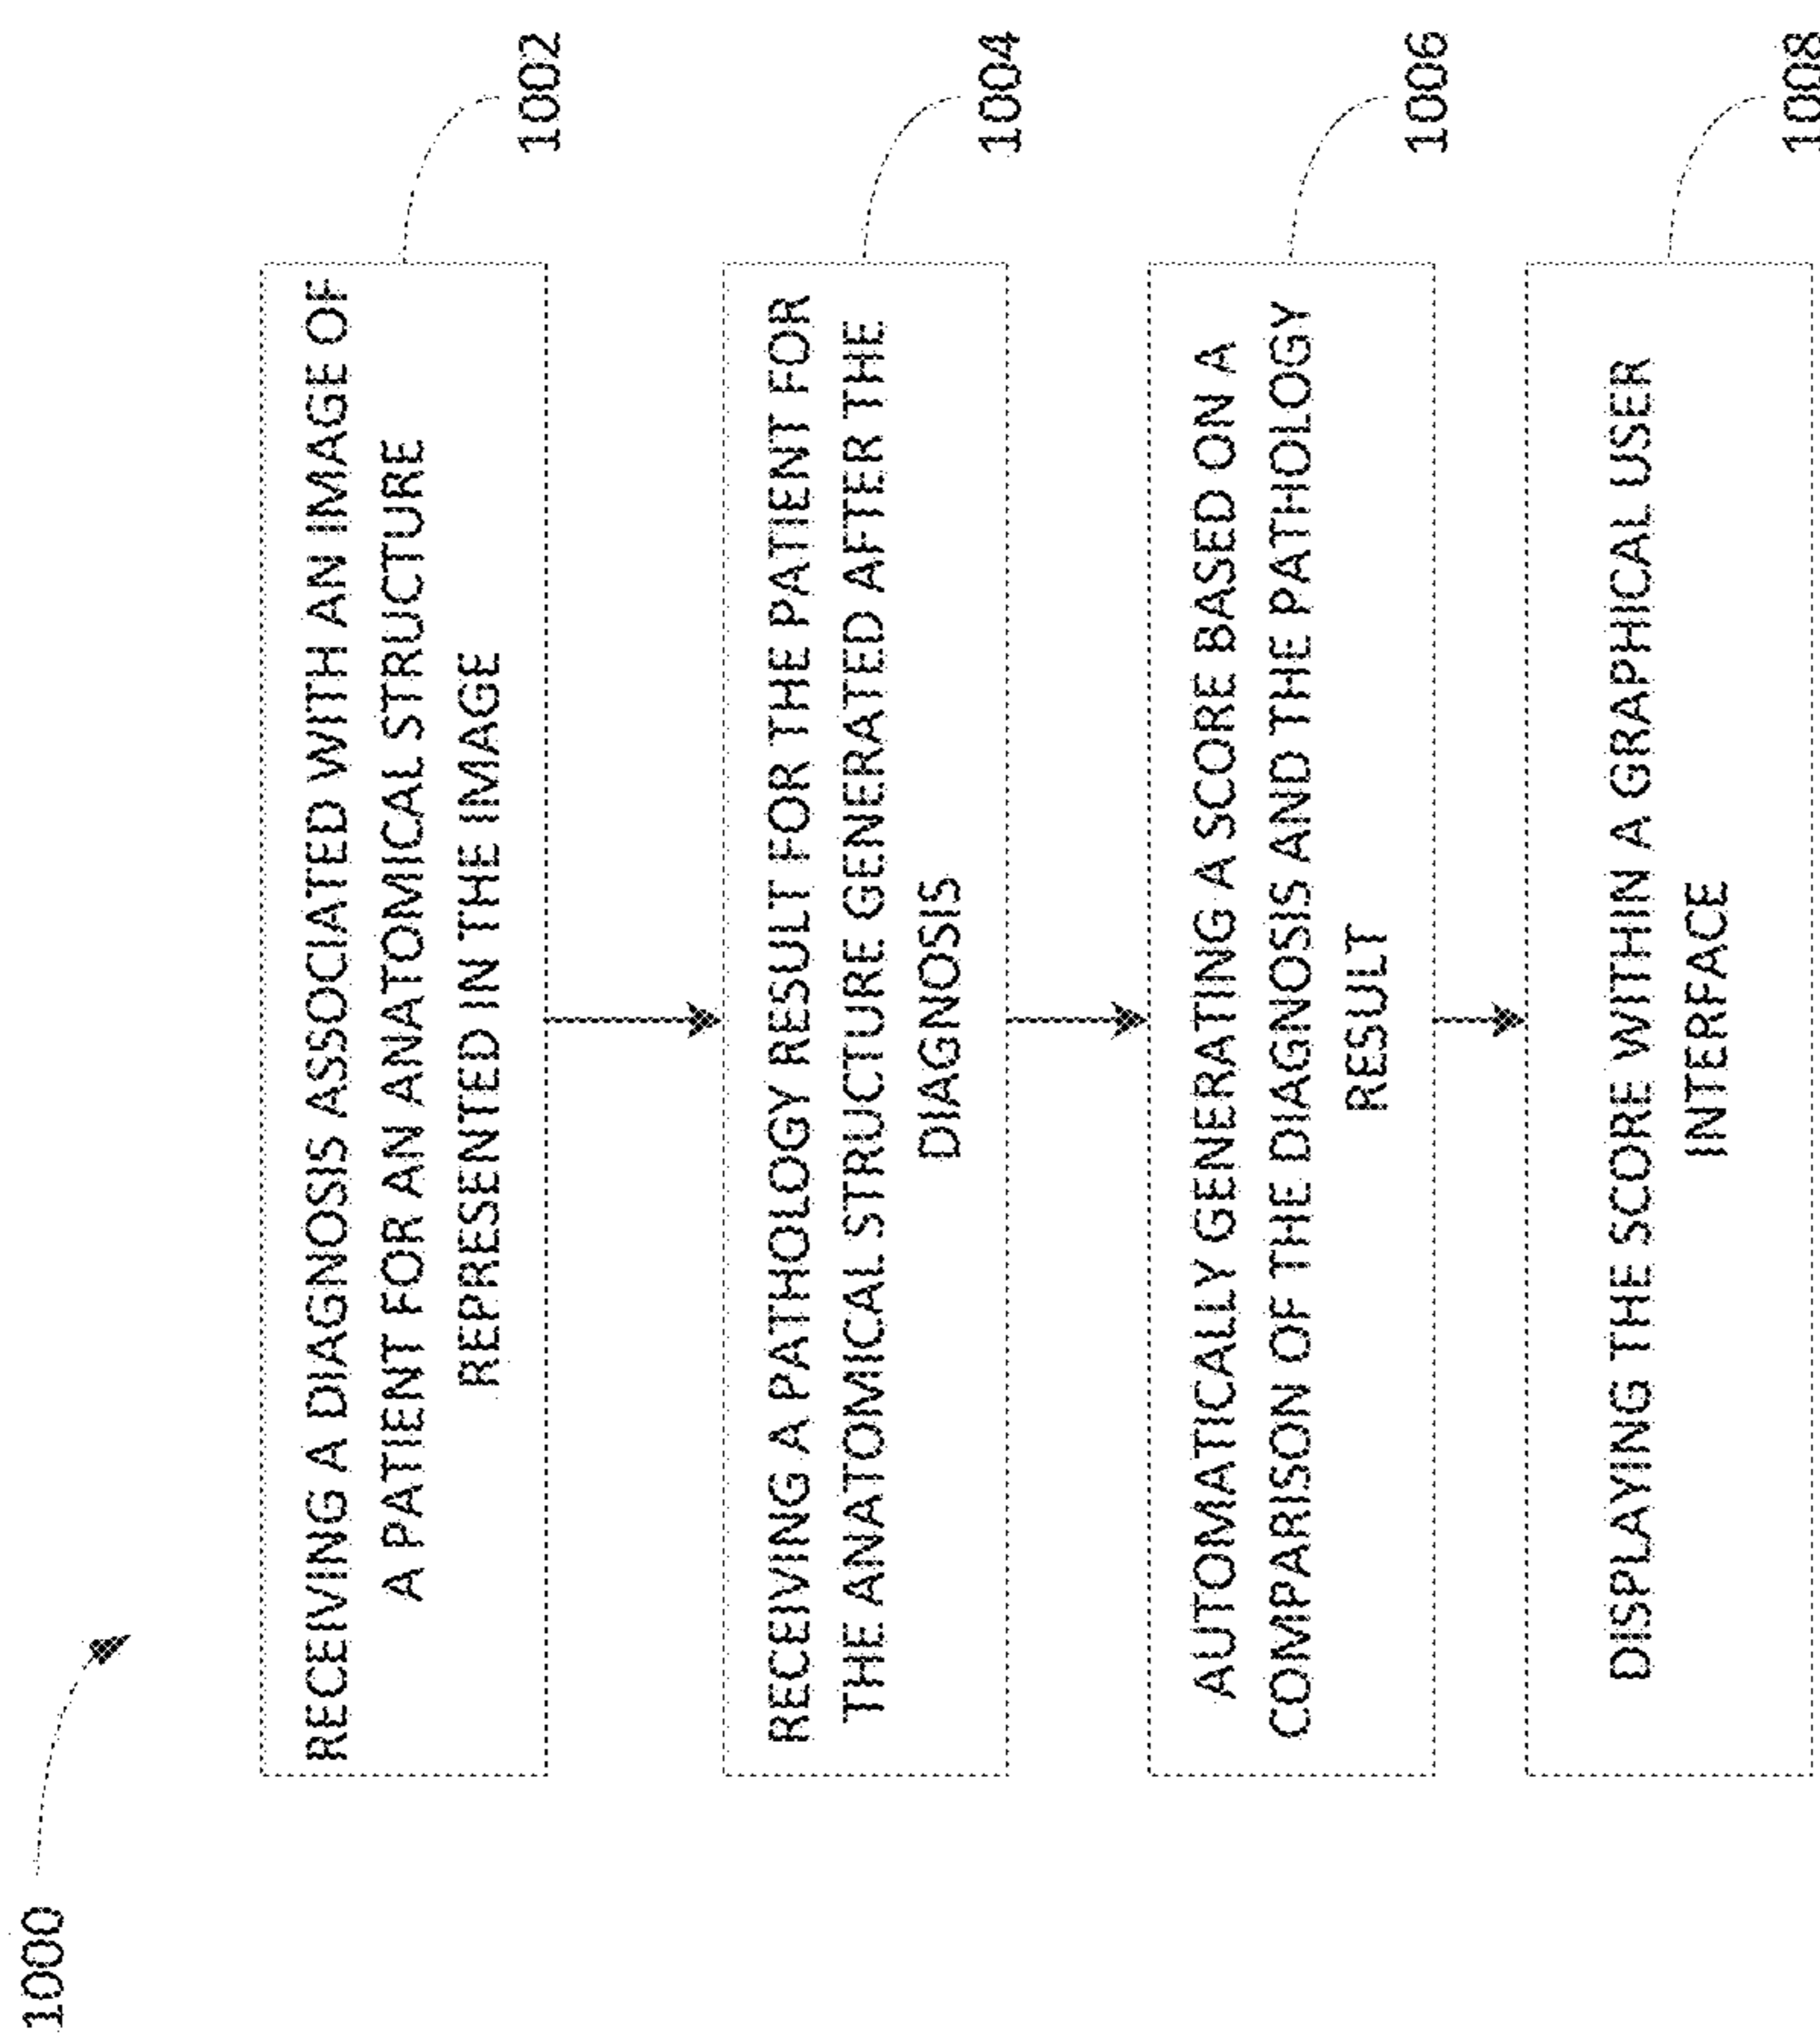 1000
RECEIVING A DIAGNOSIS ASSOCIATED WITH AN IMAGE OF
A PATIENT FOR AN ANATOMICAL STRUCTURE
REPRESENTED IN THE IMAGE
1002
RECEIVING A PATHOLOGY RESULT FOR THE PATIENT FOR
THE ANATOMICAL STRUCTURE GENERATED AFTER THE
DIAGNOSIS
1004
AUTOMATICALLY GENERATING A SCORE BASED ON A
COMPARISON OF THE DIAGNOSIS AND THE PATHOLOGY
RESULT
1006
DISPLAYING THE SCORE WITHIN A GRAPHICAL USER
INTERFACE
1008